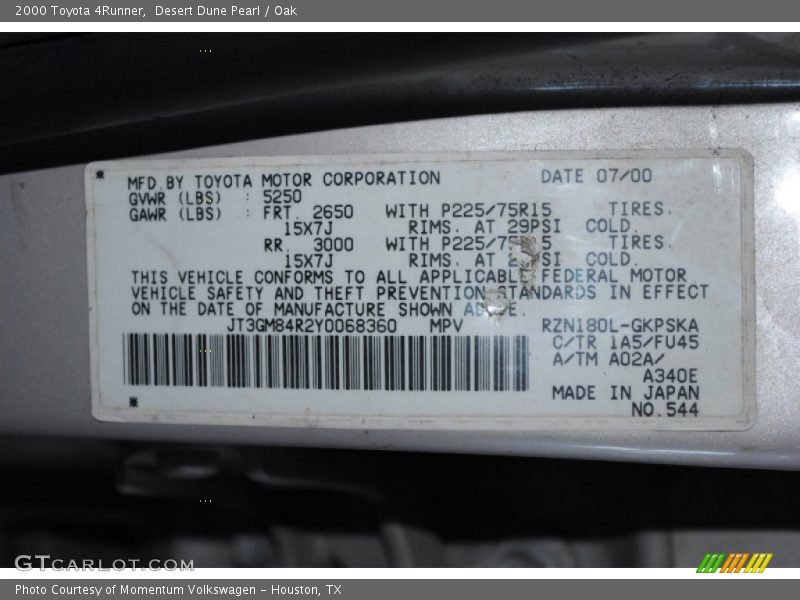 2000 Toyota 4Runner,  Desert Dune Pearl / Oak
MFD.BY TOYOTA MOTOR CORPORATION DATE 07/00
GVWR (LBS) : 5250
GAWR (LBS) : FRT. 2650 WITH P225/75R15 TIRES.
15X7J RIMS. AT 29PSI COLD.
RR. 3000 WITH TIRES.
15X7J RIMS. AT COLD.
THIS VEHICLE CONFORMS TO ALL APPLICABLE FEDERAL MOTOR
VEHICLE SAFETY AND THEFT PREVENTION STANDARDS IN EFFECT
ON THE DATE OF MANUFACTURE SHOWN
JT3GM84R2Y0068360 MPV RZN180L-GKPSKA
C/TR 1A5/FU45
A/TM A02A/
A340E
MADE IN JAPAN
NO.544
GTcarlot.com
Photo Courtesy of Momentum Volkswagen - Houston, TX